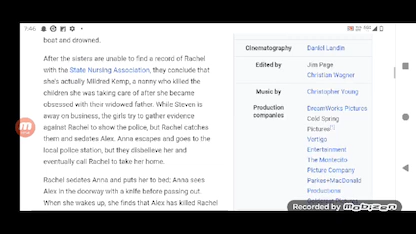 7:46
boat and drowned.
After the sisters are unable to find a record of Rachel
with the State Nursing Association, they conclude that
she's actually Mildred Kemp, a nanny who killed the
children she was taking care of after she became
obsessed with their widowed father. While Steven is
away on business, the girls try to gather evidence
against Rachel to show the police, but Rachel catches
them and sedates Alex. Anna escapes and goes to the
local police station, but they disbelieve her and
eventually call Rachel to take her home.
Rachel sedates Anna and puts her to bed; Anna sees
Alex in the doorway with a knife before passing out.
When she wakes up, she finds that Alex has killed Rachel
Cinematography Daniel Landin
Edited by Jim Page
Christian Wagner
Music by Christopher Young
Production DreamWorks Pictures
companies Cold Spring
Pictures[1]
Vertigo
Entertainment
The Montecito
Picture Company
Parkes+MacDonald
Productions
Recorded by Mobizen